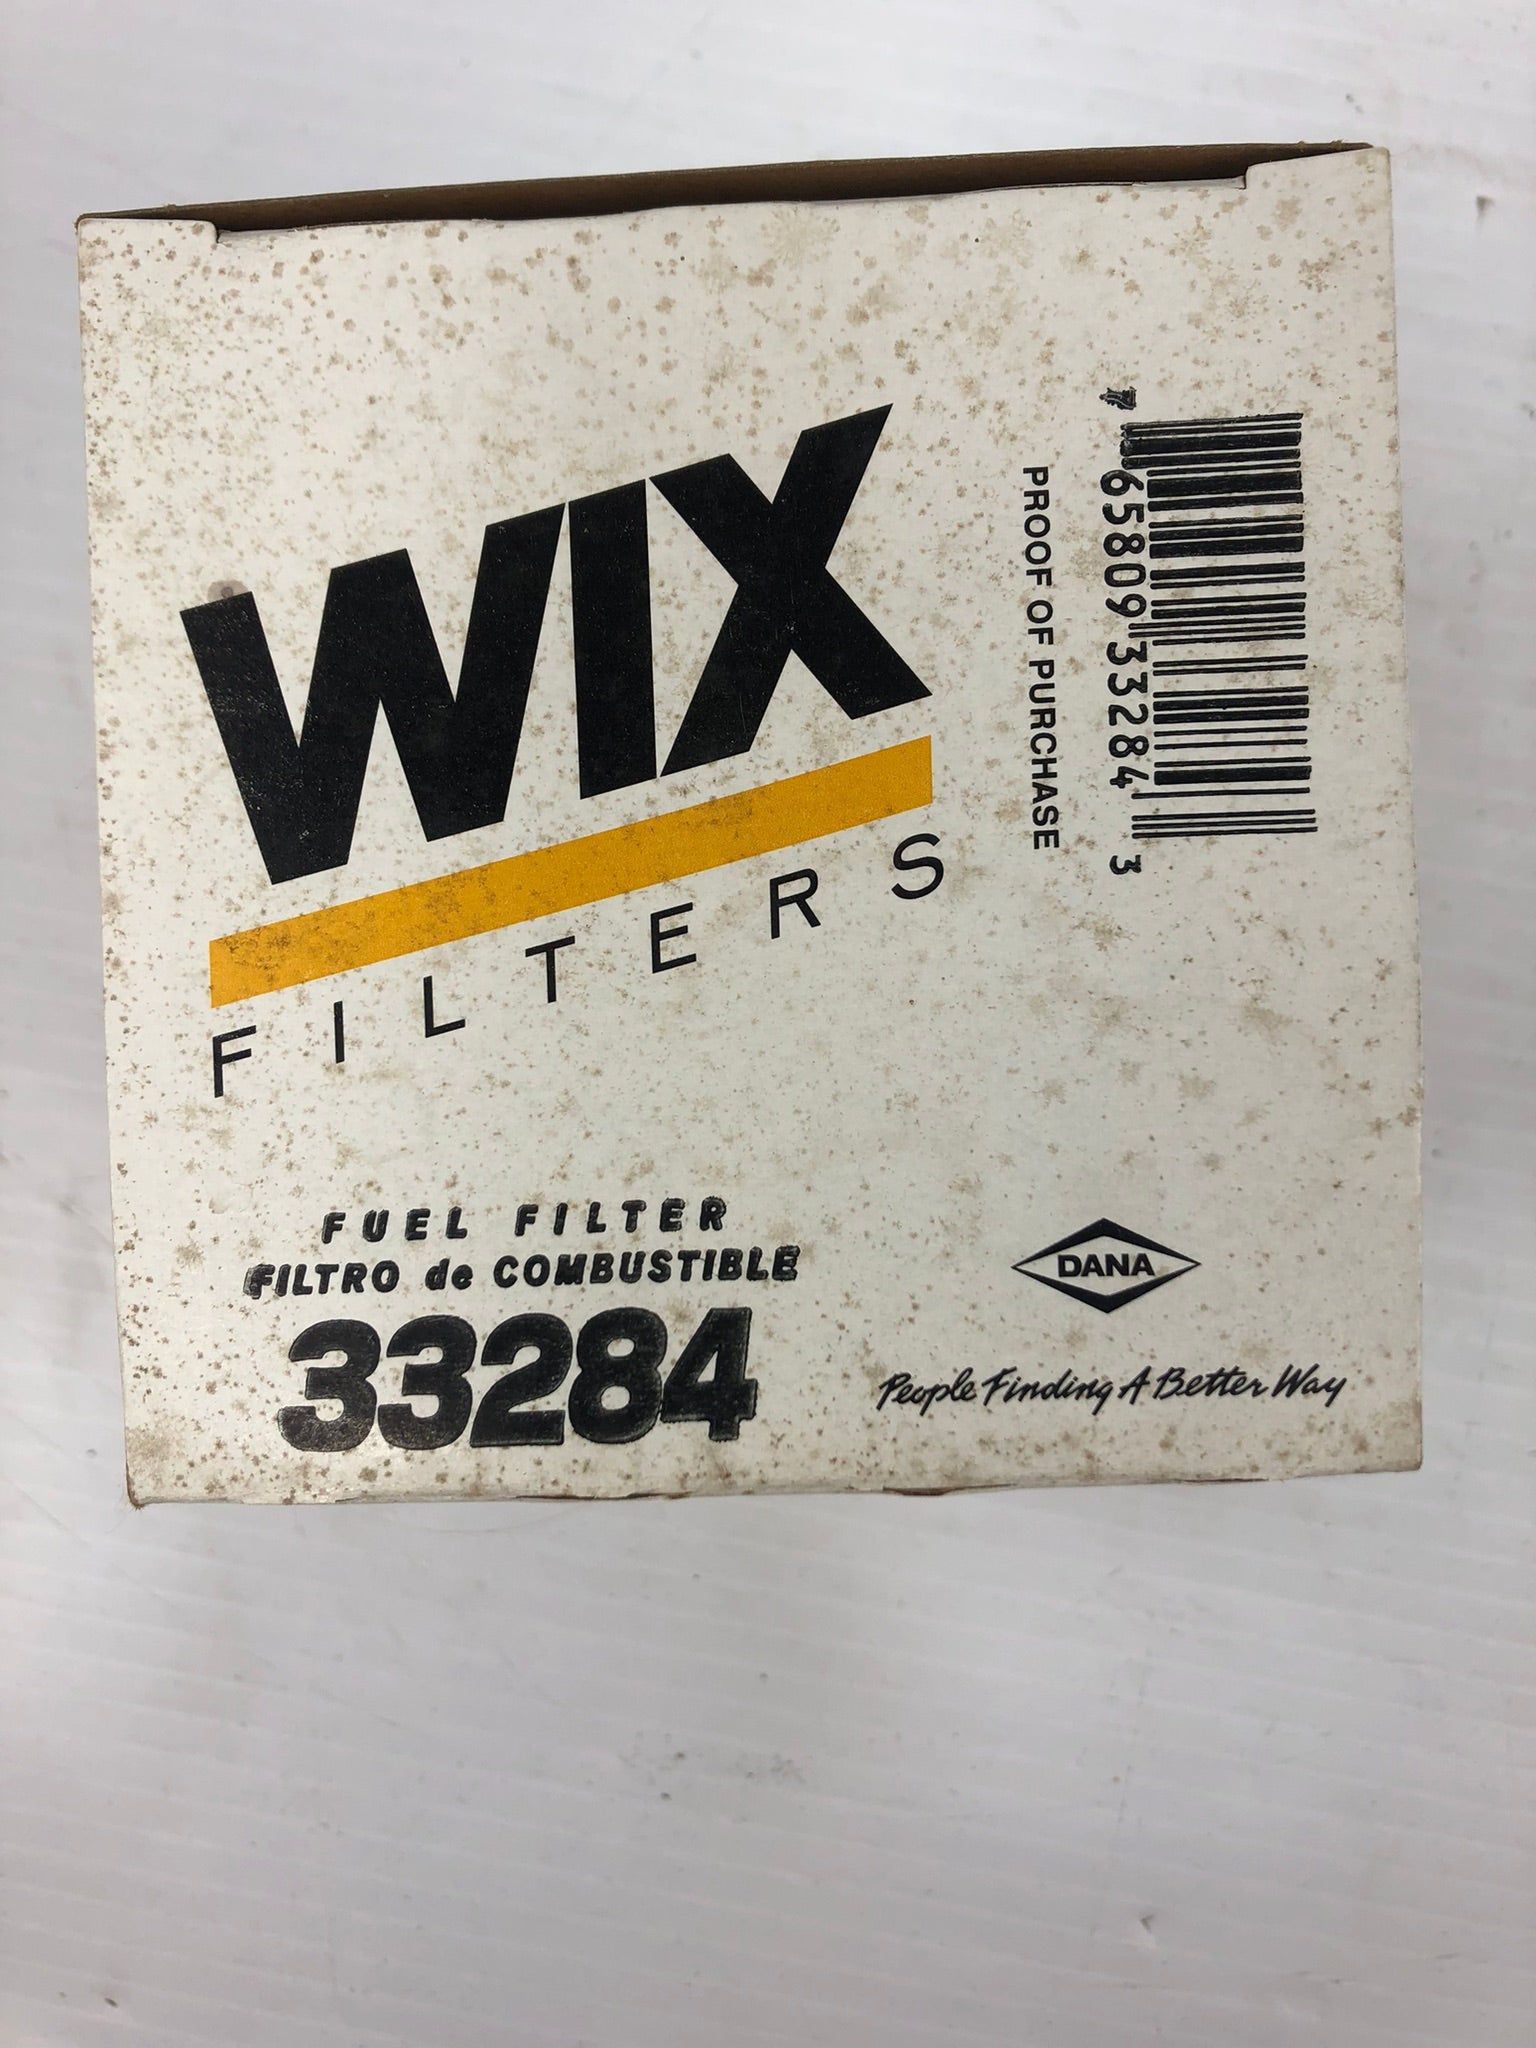 WIX
FILTERS
FUEL FILTER
FILTRO de COMBUSTIBLE
33284
DANA
People Finding A Better Way
PROOF OF PURCHASE
7 65809 33284 3